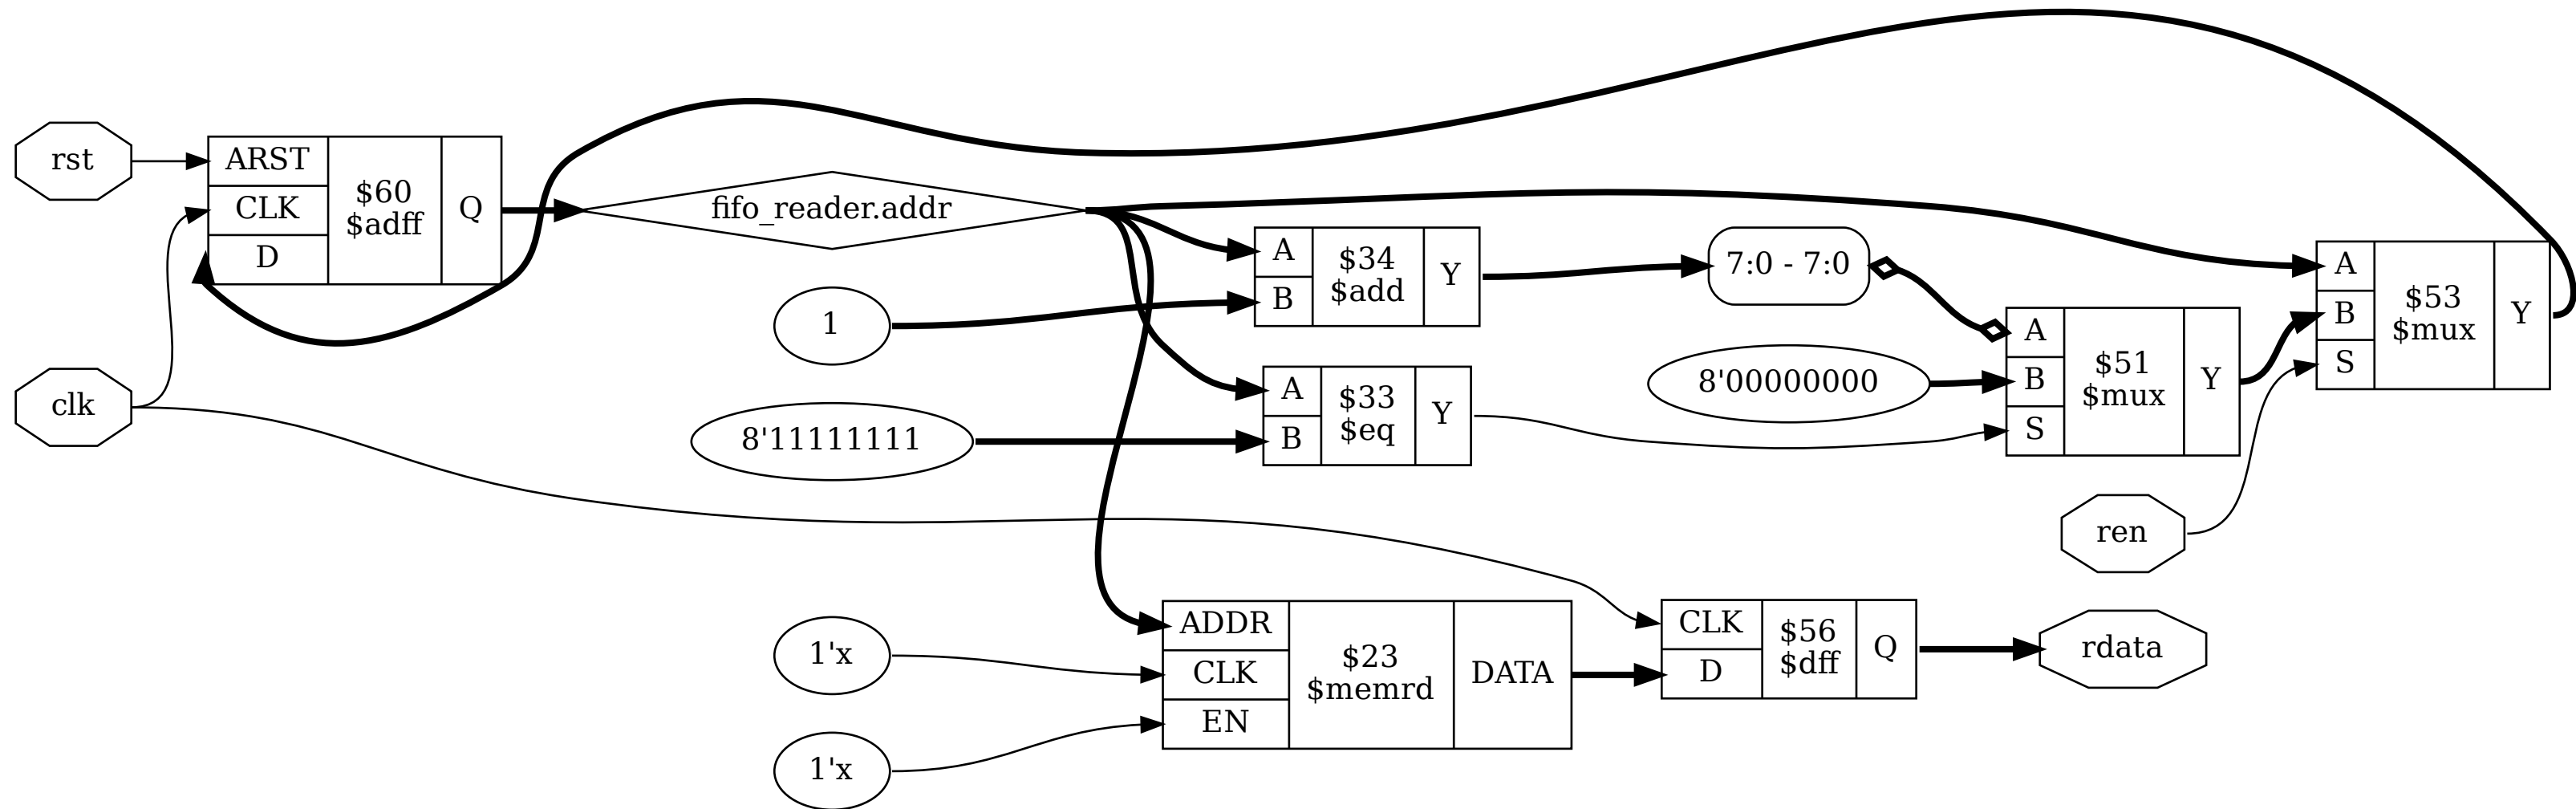 rst
clk
ARST
CLK
D
$60
$adff
Q
fifo_reader.addr
1
8'11111111
A
B
$34
$add
Y
A
B
$33
$eq
Y
7:0 - 7:0
8'00000000
A
B
S
$51
$mux
Y
ren
A
B
S
$53
$mux
Y
1'x
1'x
ADDR
CLK
EN
$23
$memrd
DATA
CLK
D
$56
$dff
Q
rdata